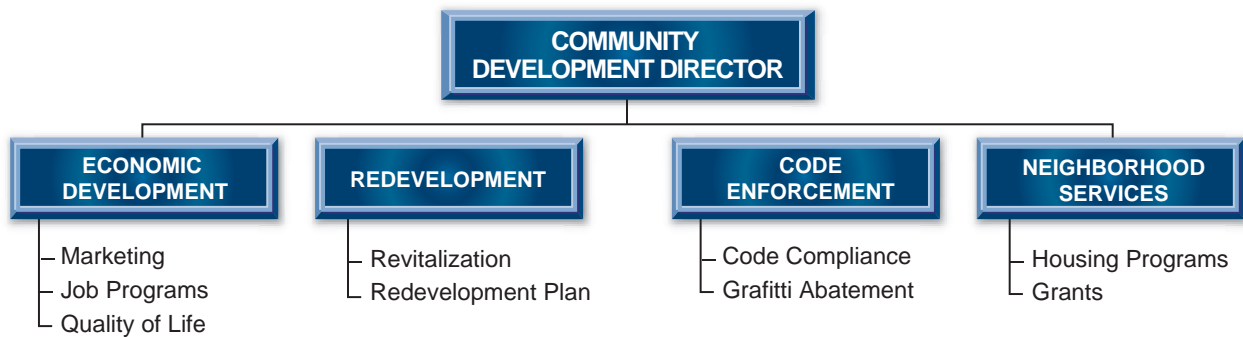 COMMUNITY
DEVELOPMENT DIRECTOR
ECONOMIC
DEVELOPMENT
Marketing
Job Programs
Quality of Life
REDEVELOPMENT
Revitalization
Redevelopment Plan
CODE
ENFORCEMENT
Code Compliance
Grafitti Abatement
NEIGHBORHOOD
SERVICES
Housing Programs
Grants